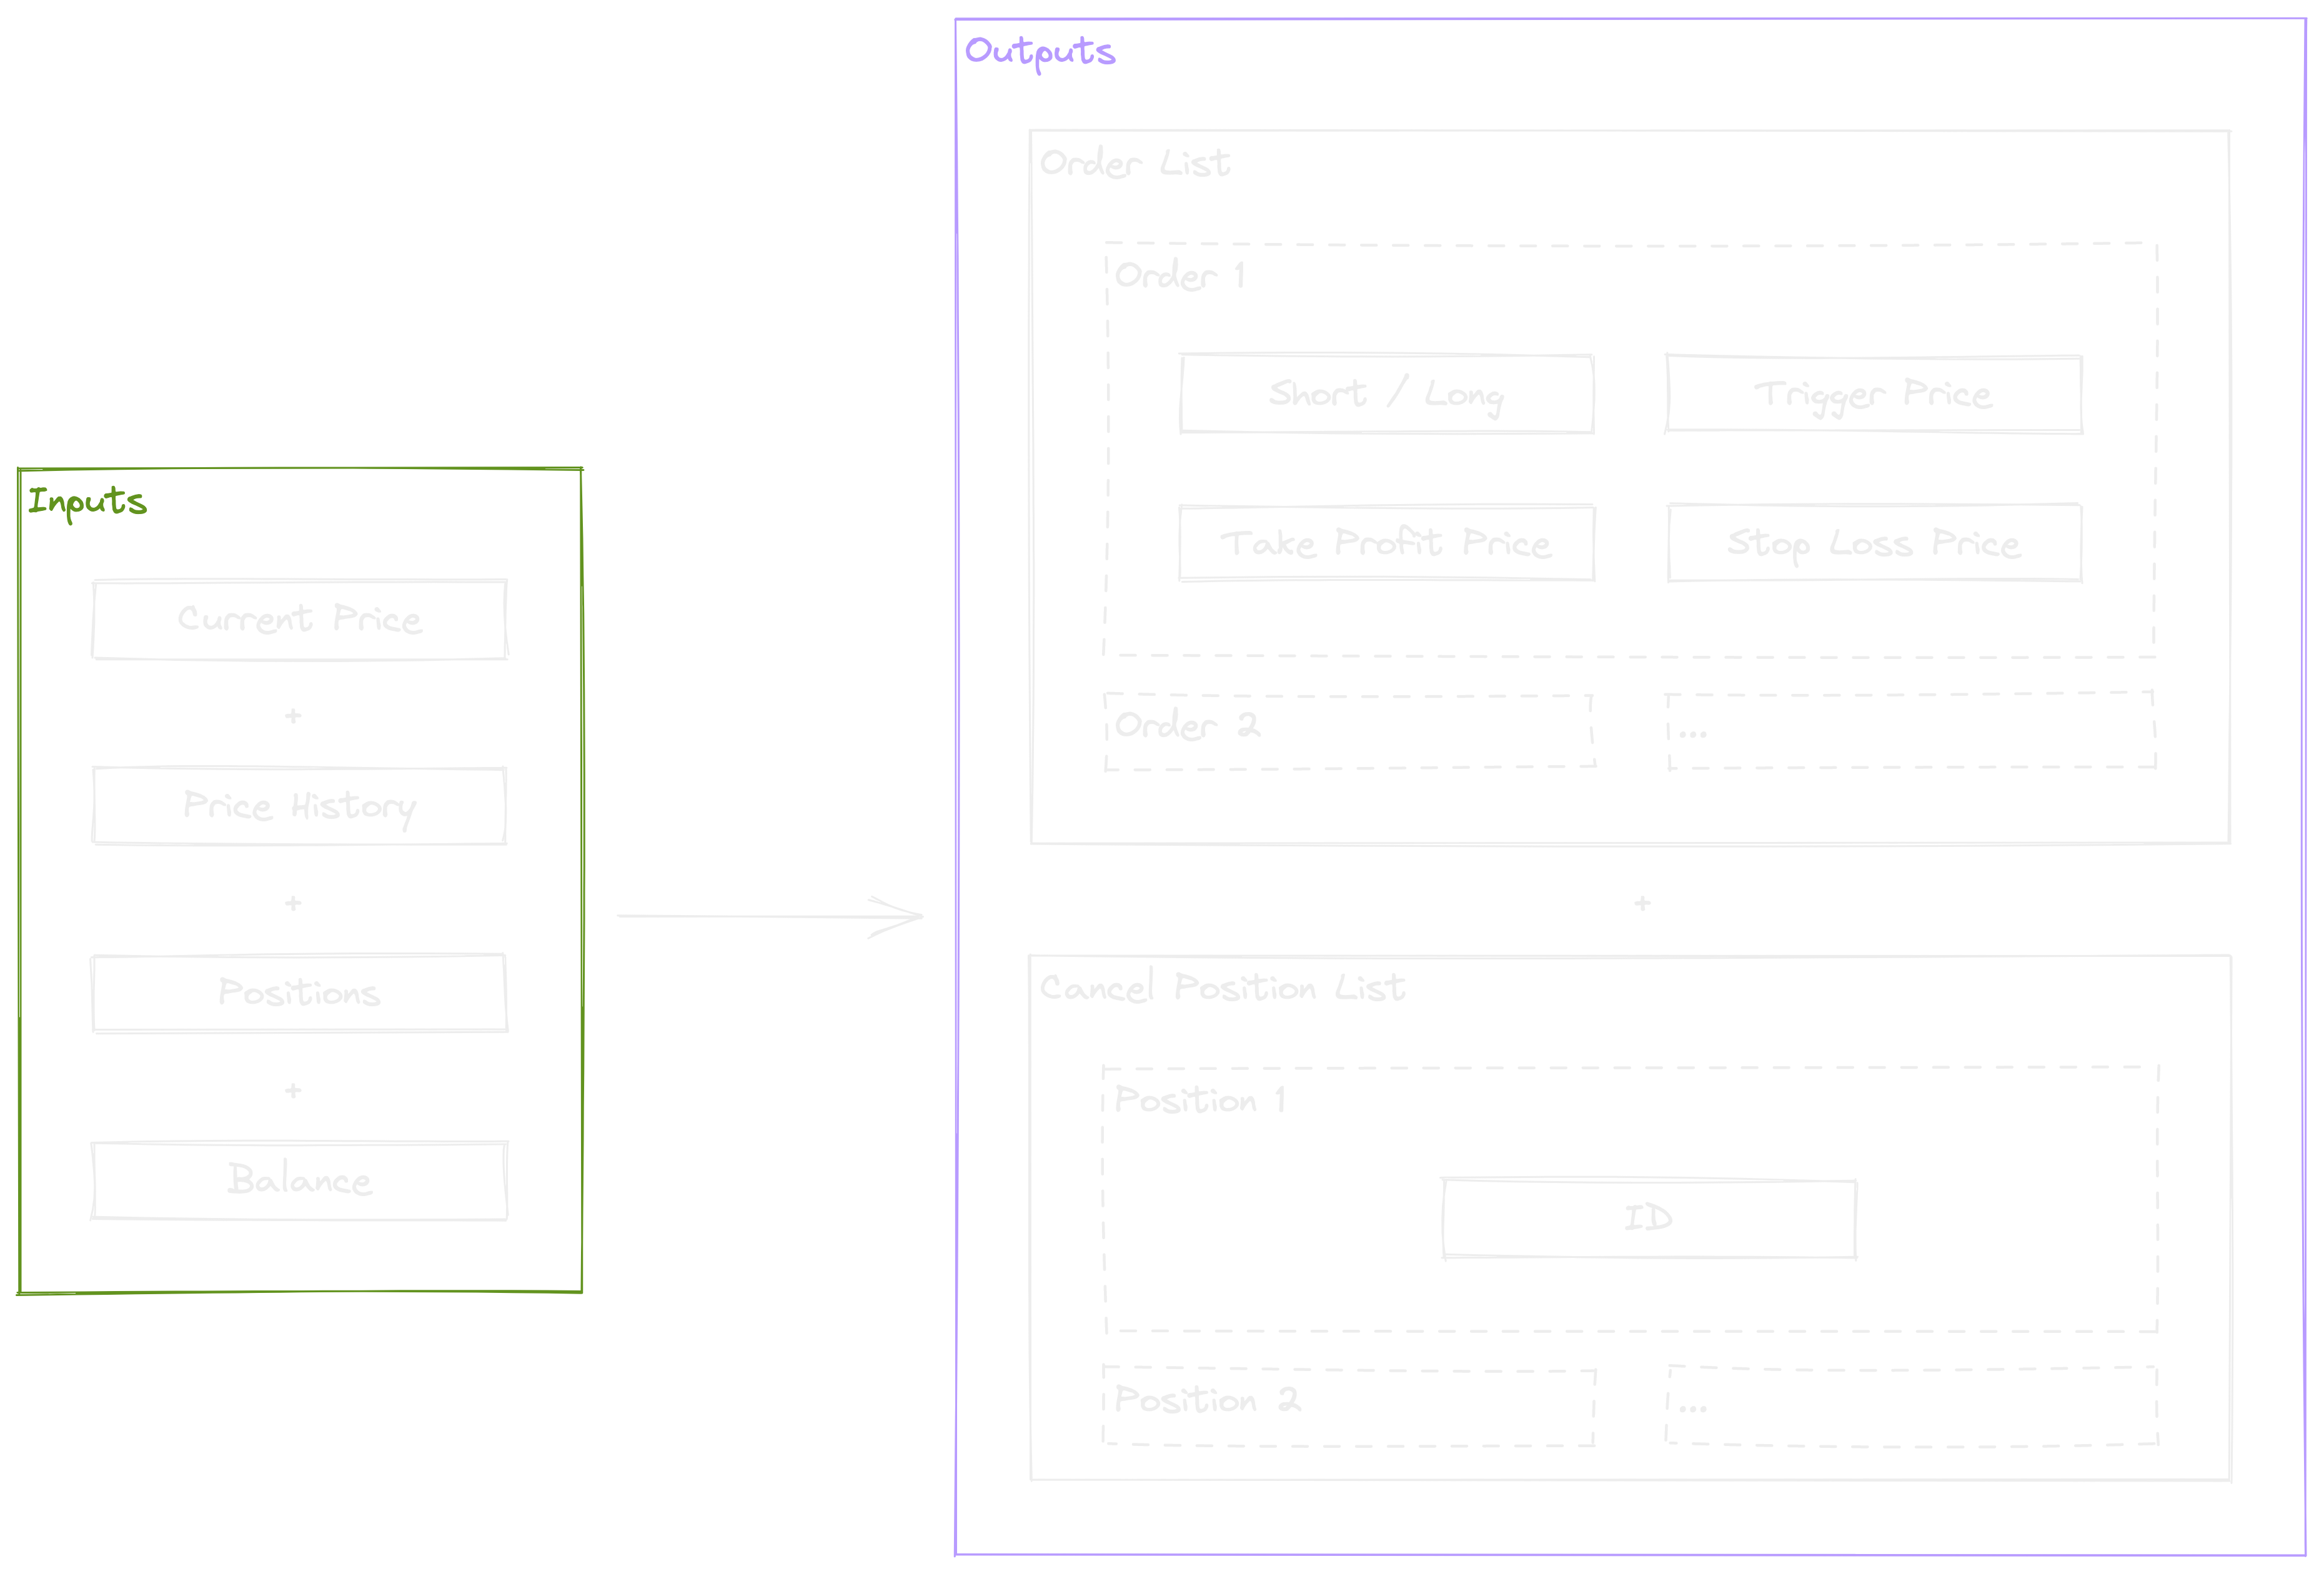 Inputs
Current Price
+
Price History
+
Positions
+
Balance
Outputs
Order List
Order 1
Short / Long
Trigger Price
Take Profit Price
Stop Loss Price
Order 2
...
+
Cancel Position List
Position 1
ID
Position 2
...